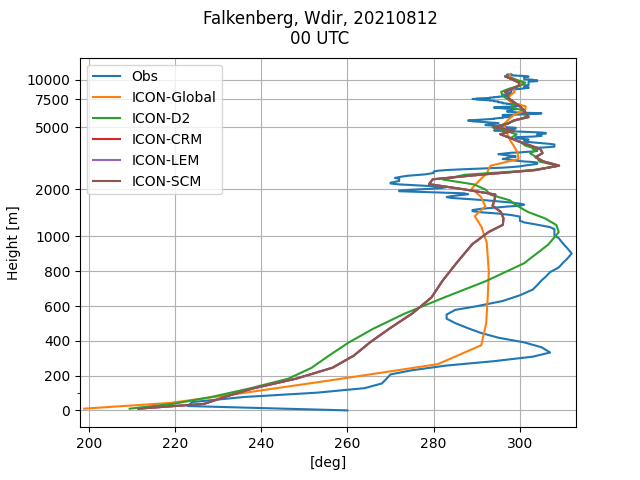 Falkenberg, Wdir, 20210812
00 UTC
Obs
ICON-Global
ICON-D2
ICON-CRM
ICON-LEM
ICON-SCM
Height [m]
10000
7500
5000
2000
1000
800
600
400
200
0
200 220 240 260 280 300
[deg]